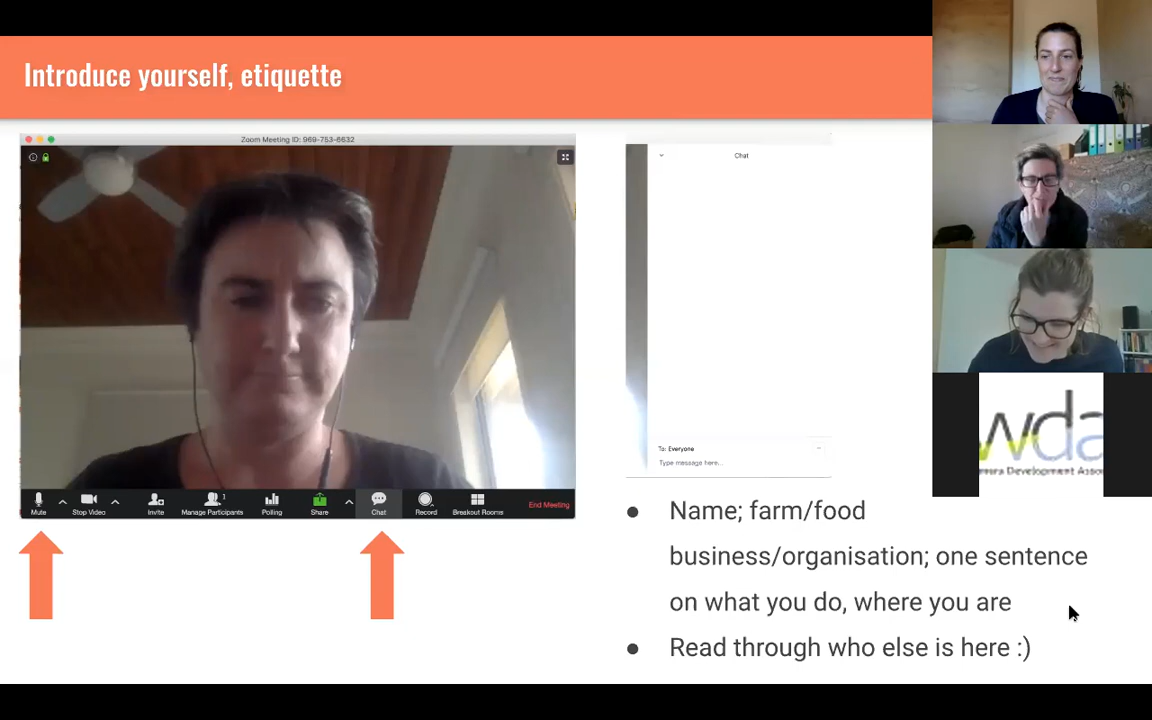 Introduce yourself, etiquette
Zoom Meeting ID: 969-753-6632
Chat
To: Everyone
Type message here...
Mute
Stop Video
Invite
1
Manage Participants
Polling
Share
Chat
Record
Breakout Rooms
End Meeting
Name; farm/food
business/organisation; one sentence
on what you do, where you are
Read through who else is here :)
wda
Development